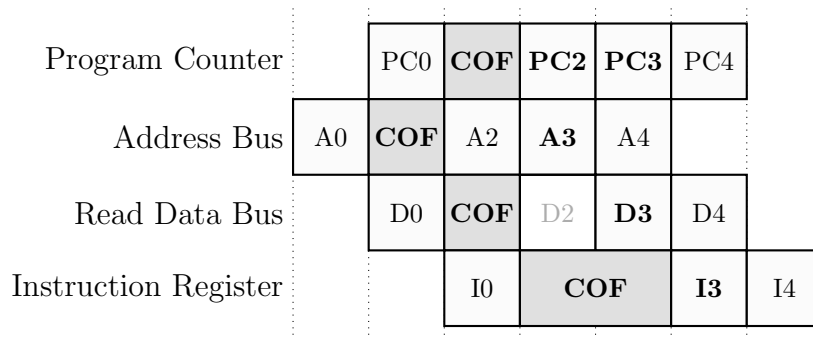 Program Counter PC0 COF PC2 PC3 PC4
Address Bus A0 COF A2 A3 A4
Read Data Bus D0 COF D2 D3 D4
Instruction Register I0 COF I3 I4